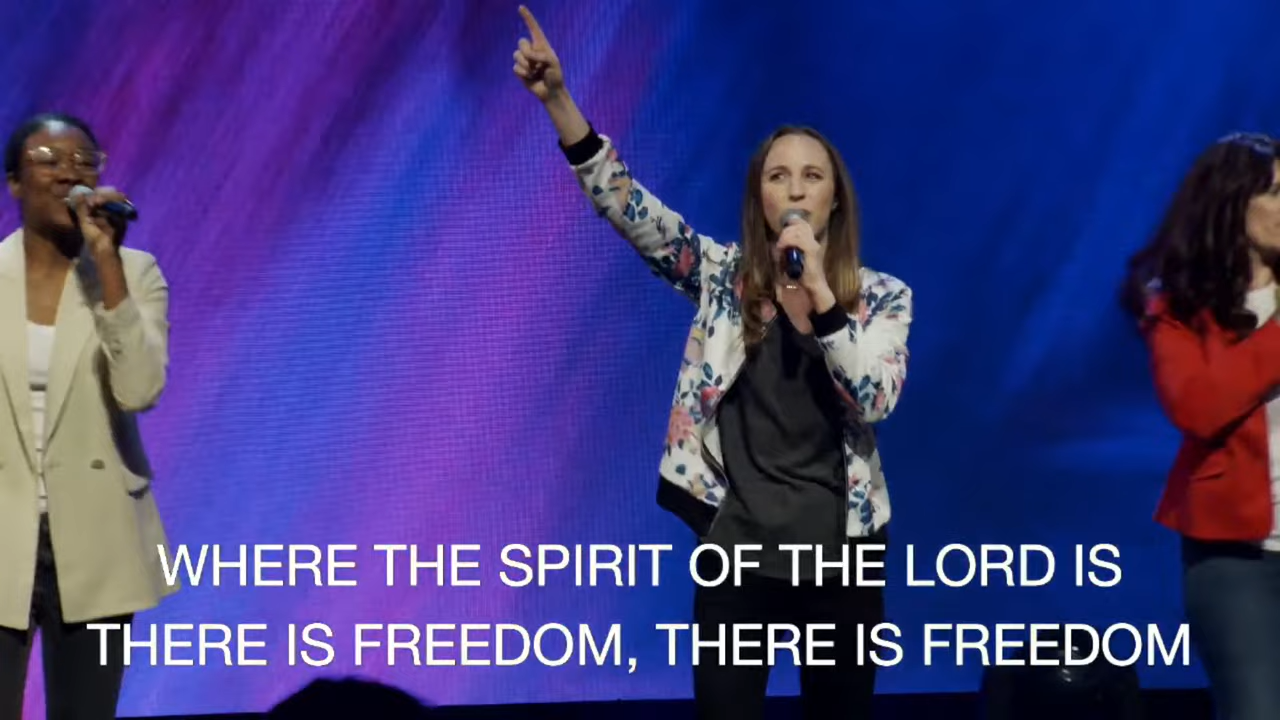 WHERE THE SPIRIT OF THE LORD IS
THERE IS FREEDOM, THERE IS FREEDOM